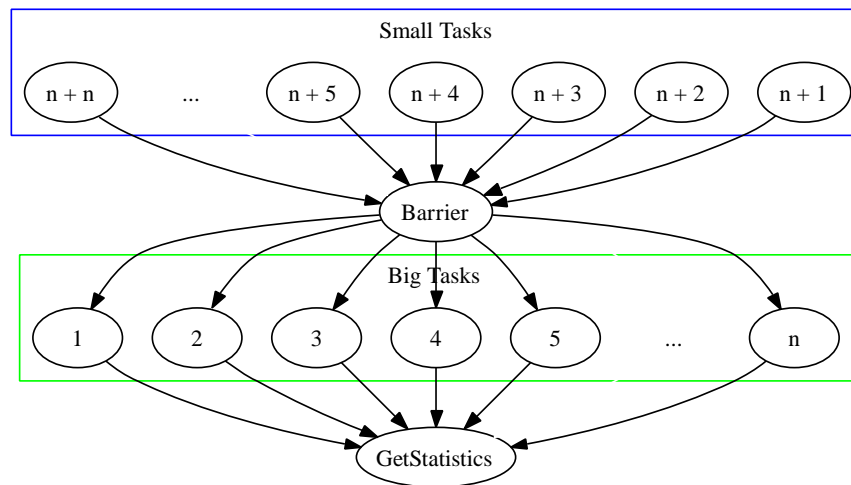 Small Tasks
n + n ... n + 5 n + 4 n + 3 n + 2 n + 1
Barrier
Big Tasks
1 2 3 4 5 ... n
GetStatistics